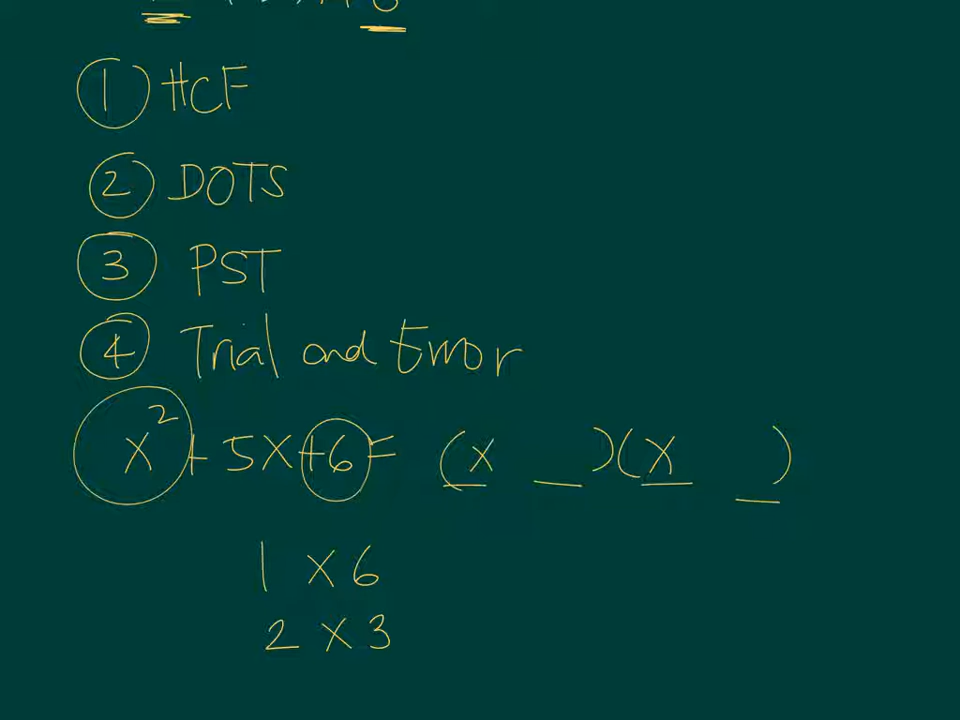 ① HCF
② DOTS
③ PST
④ Trial and Error
x² + 5x + 6 = (x __)(x __)
1 x 6
2 x 3